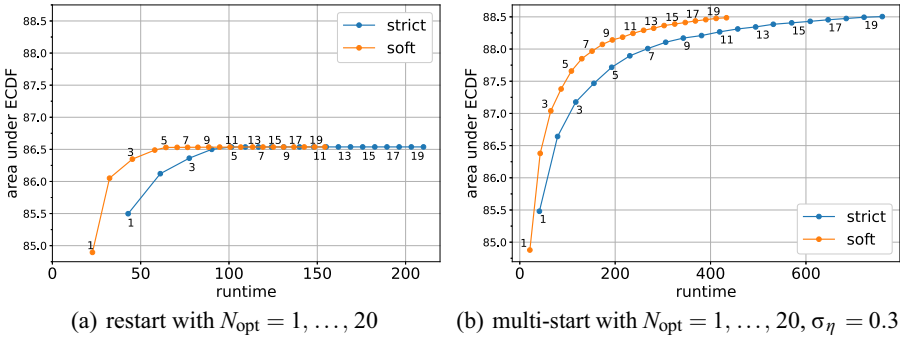 88.5
88.0
87.5
87.0
86.5
86.0
85.5
85.0
area under ECDF
strict
soft
1 3 5 7 9 11 13 15 17 19
1 3 5 7 9 11 13 15 17 19
0 50 100 150 200
runtime
(a) restart with N_opt = 1, …, 20
88.5
88.0
87.5
87.0
86.5
86.0
85.5
85.0
area under ECDF
1 3 5 7 9 11 13 15 17 19
1 3 5 7 9 11 13 15 17 19
strict
soft
0 200 400 600
runtime
(b) multi-start with N_opt = 1, …, 20, σ_η = 0.3